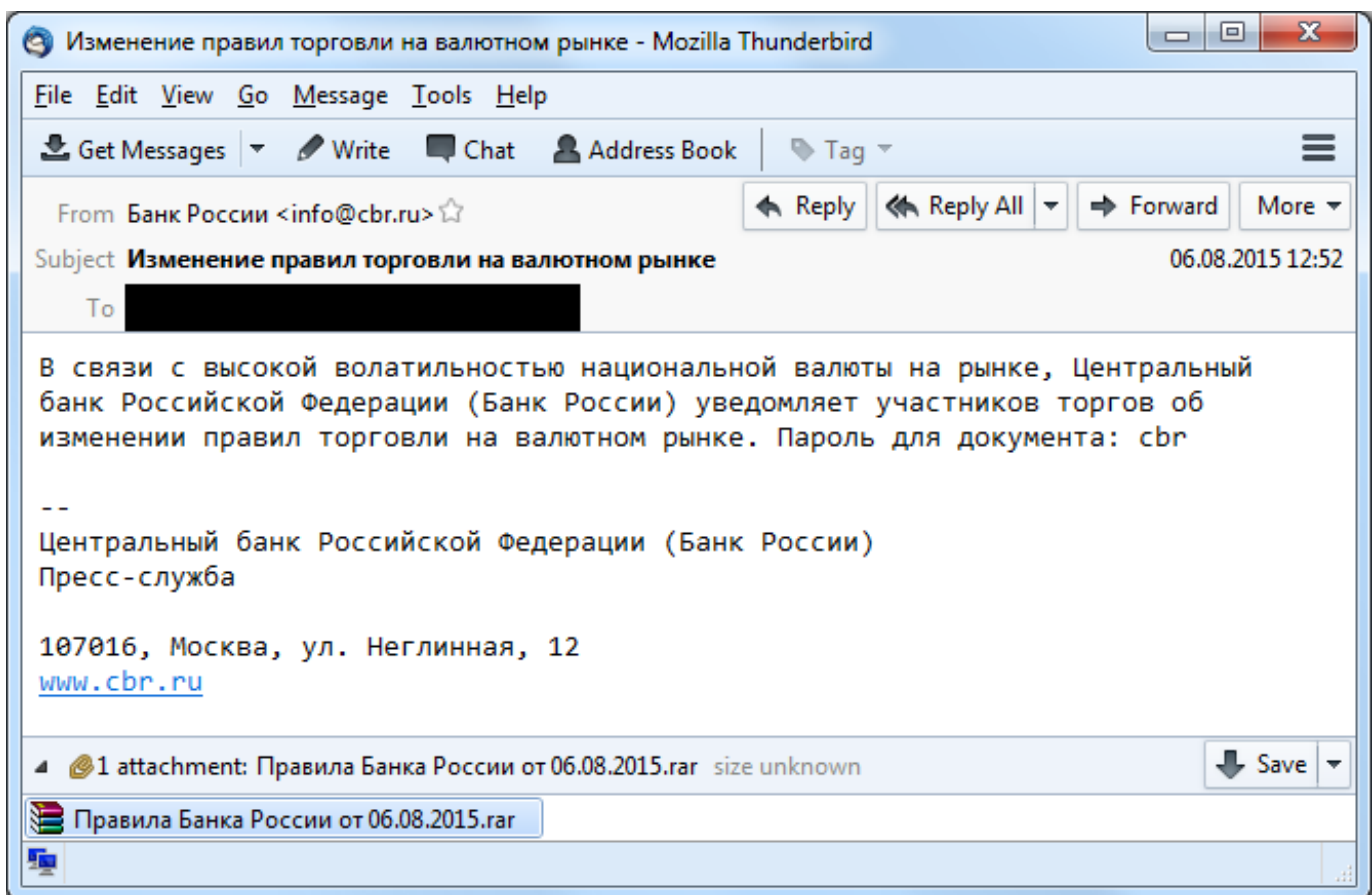 Изменение правил торговли на валютном рынке - Mozilla Thunderbird
File Edit View Go Message Tools Help
Get Messages Write Chat Address Book Tag
From Банк России <info@cbr.ru> Reply Reply All Forward More
Subject Изменение правил торговли на валютном рынке 06.08.2015 12:52
To
В связи с высокой волатильностью национальной валюты на рынке, Центральный
банк Российской Федерации (Банк России) уведомляет участников торгов об
изменении правил торговли на валютном рынке. Пароль для документа: cbr
--
Центральный банк Российской Федерации (Банк России)
Пресс-служба
107016, Москва, ул. Неглинная, 12
www.cbr.ru
1 attachment: Правила Банка России от 06.08.2015.rar size unknown Save
Правила Банка России от 06.08.2015.rar